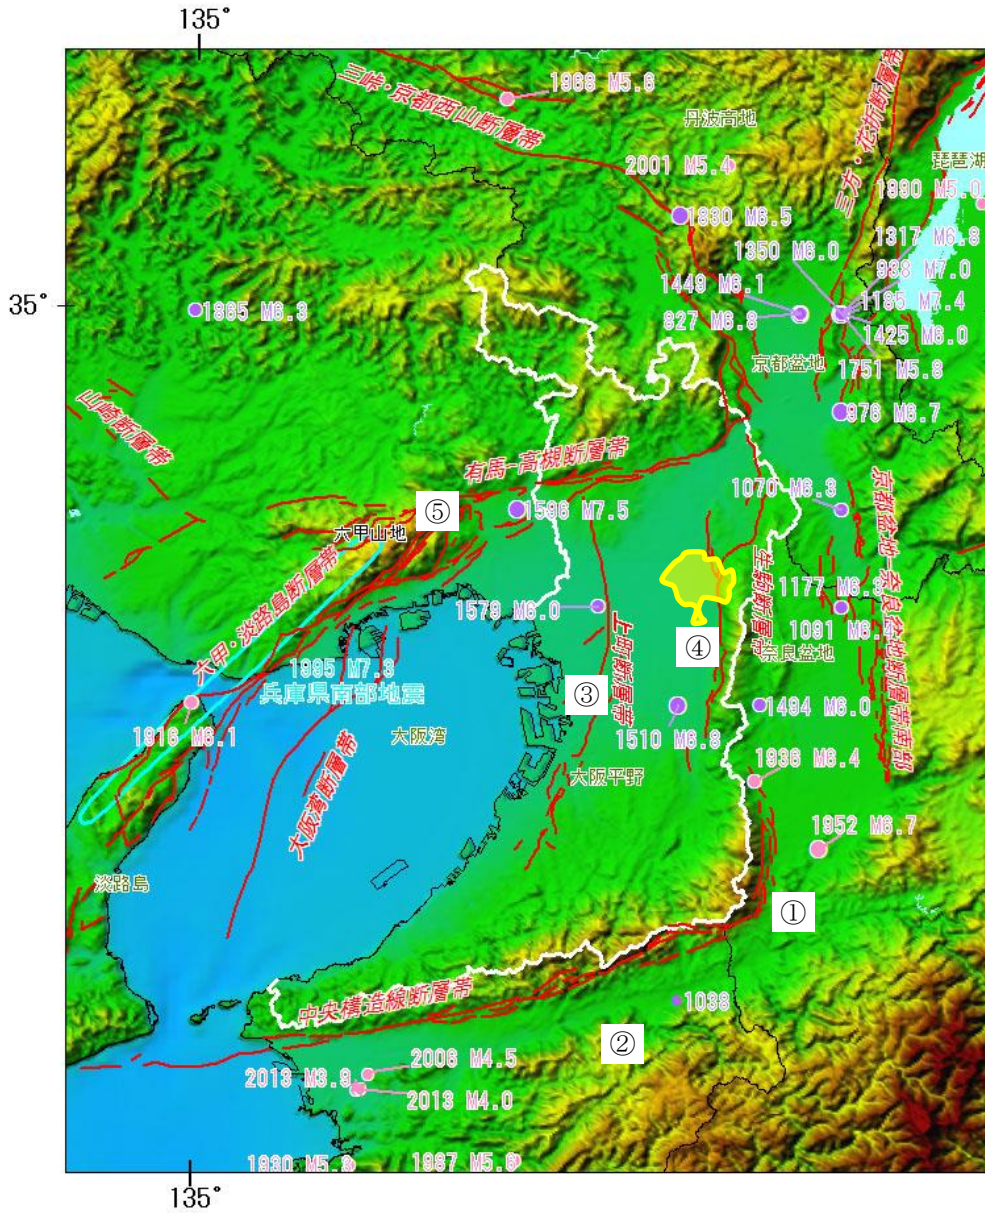 135°
三峠・京都西山断層帯
1968 M5.6
丹波高地
三方・花折断層帯
2001 M5.4
琵琶湖
1990 M5.0
1830 M6.5
1317 M6.8
1350 M6.0
938 M7.0
1449 M6.1
1185 M7.4
35°
1865 M6.3
827 M6.8
1425 M6.0
京都盆地
1751 M5.8
山崎断層帯
976 M6.7
有馬-高槻断層帯
京都盆地-奈良盆地断層帯南部
1070 M6.3
⑤
1596 M7.5
六甲山地
生駒断層帯
六甲・淡路島断層帯
1177 M6.3
1579 M6.0
上町断層帯
1091 M6.4
④
奈良盆地
1995 M7.3
兵庫県南部地震
③
1494 M6.0
1916 M6.1
大阪湾
1510 M6.8
大阪湾断層帯
大阪平野
1936 M6.4
1952 M6.7
淡路島
①
中央構造線断層帯
1038
②
2006 M4.5
2013 M3.9
2013 M4.0
1987 M5.6
135°